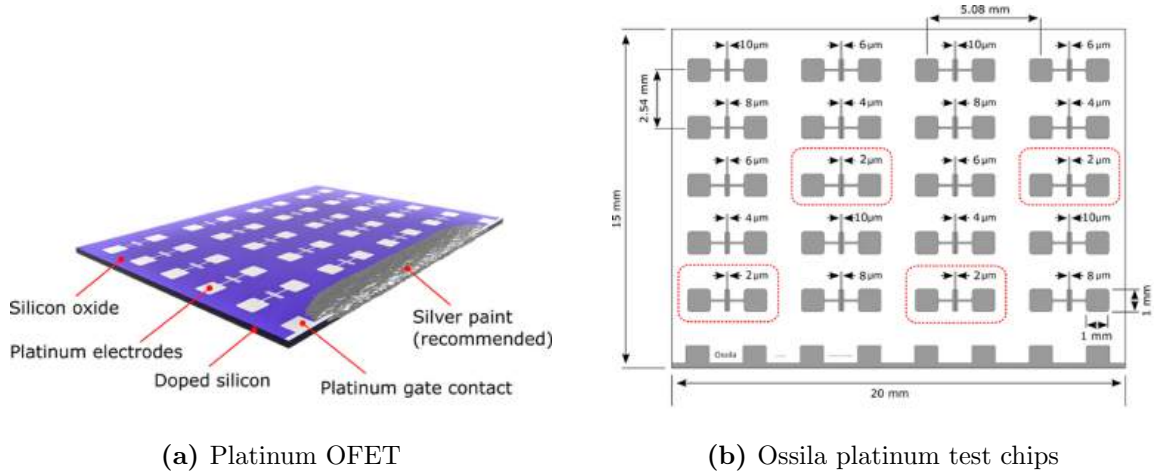 Silicon oxide
Platinum electrodes
Doped silicon
Silver paint
(recommended)
Platinum gate contact
(a) Platinum OFET
5.08 mm
10μm 6μm 10μm 6μm
2.54 mm
8μm 4μm 8μm 4μm
6μm 2μm 6μm 2μm
15 mm
4μm 10μm 4μm 10μm
2μm 8μm 2μm 8μm
1 mm
1 mm
Ossila
20 mm
(b) Ossila platinum test chips